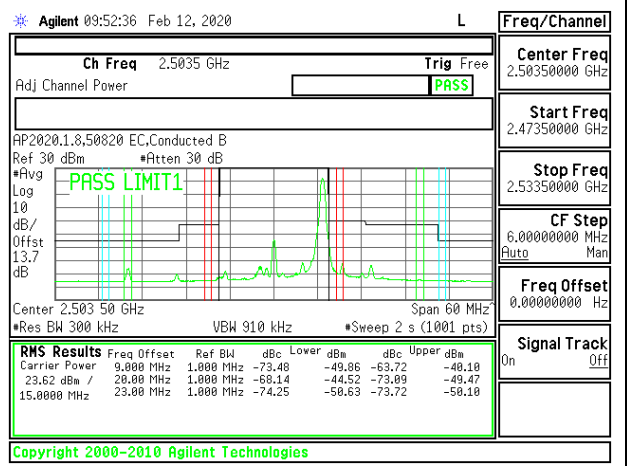 Agilent 09:52:36 Feb 12, 2020 L Freq/Channel
Ch Freq 2.5035 GHz Trig Free
Adj Channel Power PASS
Center Freq
2.50350000 GHz
Start Freq
2.47350000 GHz
AP2020.1.8,50820 EC,Conducted B
Ref 30 dBm #Atten 30 dB
#Avg
Log
10
dB/
Offst
13.7
dB
PASS LIMIT1
Stop Freq
2.53350000 GHz
CF Step
6.00000000 MHz
Auto Man
Freq Offset
0.00000000 Hz
Center 2.503 50 GHz Span 60 MHz^
#Res BW 300 kHz VBW 910 kHz #Sweep 2 s (1001 pts)
Signal Track
On Off
RMS Results Freq Offset Ref BW dBc Lower dBm dBc Upper dBm
Carrier Power 9.000 MHz 1.000 MHz -73.48 -49.86 -63.72 -40.10
23.62 dBm / 20.00 MHz 1.000 MHz -68.14 -44.52 -73.09 -49.47
15.0000 MHz 23.00 MHz 1.000 MHz -74.25 -50.63 -73.72 -50.10
Copyright 2000-2010 Agilent Technologies